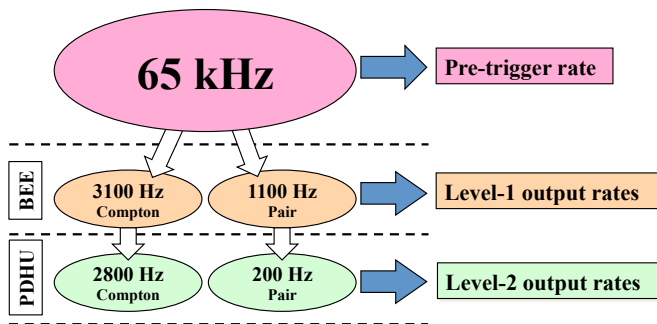 65 kHz
Pre-trigger rate
BEE
3100 Hz
Compton
1100 Hz
Pair
Level-1 output rates
PDHU
2800 Hz
Compton
200 Hz
Pair
Level-2 output rates